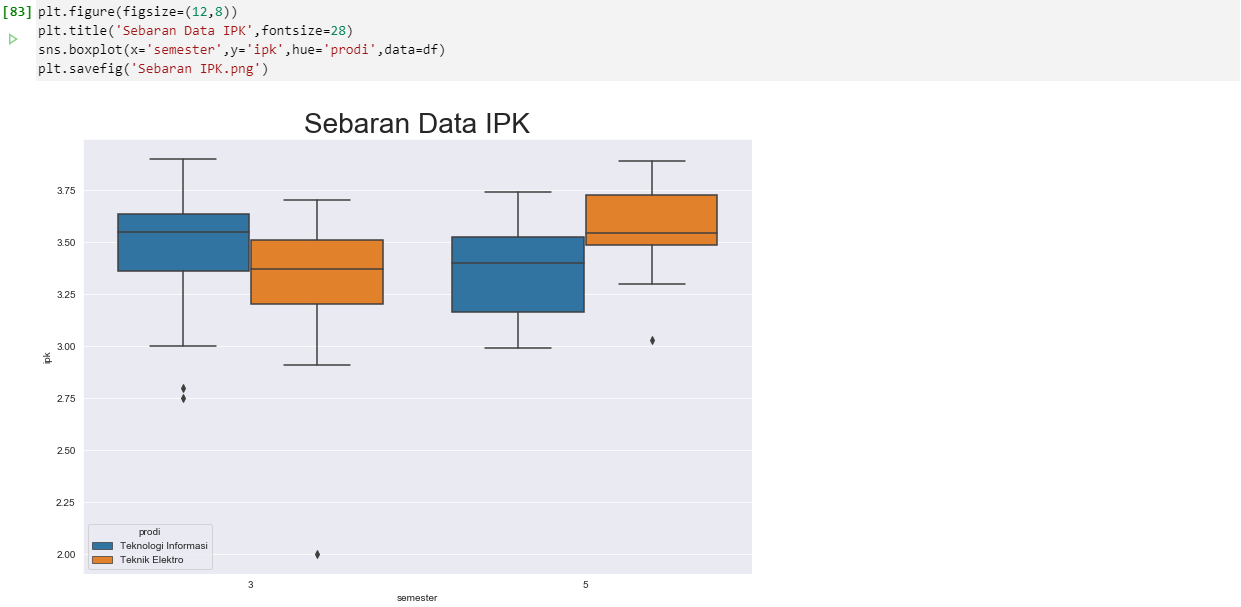 [83] plt.figure(figsize=(12,8))
plt.title('Sebaran Data IPK',fontsize=28)
sns.boxplot(x='semester',y='ipk',hue='prodi',data=df)
plt.savefig('Sebaran IPK.png')
Sebaran Data IPK
3.75
3.50
3.25
3.00
ipk
2.75
2.50
2.25
2.00
prodi
Teknologi Informasi
Teknik Elektro
3 5
semester